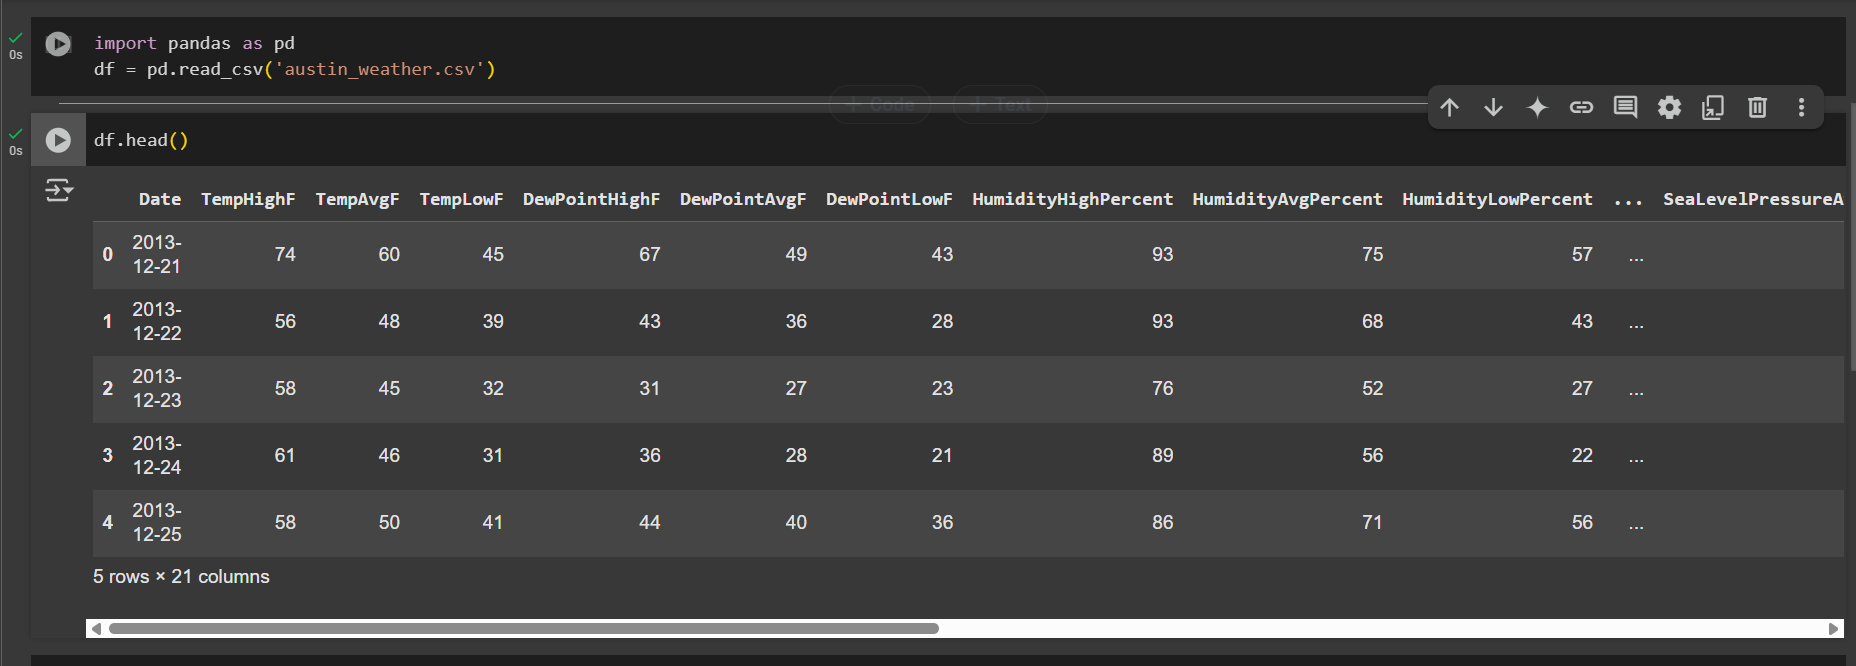 import pandas as pd
0s
df = pd.read_csv('austin_weather.csv')
+ Code + Text
df.head()
0s
Date TempHighF TempAvgF TempLowF DewPointHighF DewPointAvgF DewPointLowF HumidityHighPercent HumidityAvgPercent HumidityLowPercent ... SeaLevelPressureA
0 2013-12-21 74 60 45 67 49 43 93 75 57 ...
1 2013-12-22 56 48 39 43 36 28 93 68 43 ...
2 2013-12-23 58 45 32 31 27 23 76 52 27 ...
3 2013-12-24 61 46 31 36 28 21 89 56 22 ...
4 2013-12-25 58 50 41 44 40 36 86 71 56 ...
5 rows × 21 columns